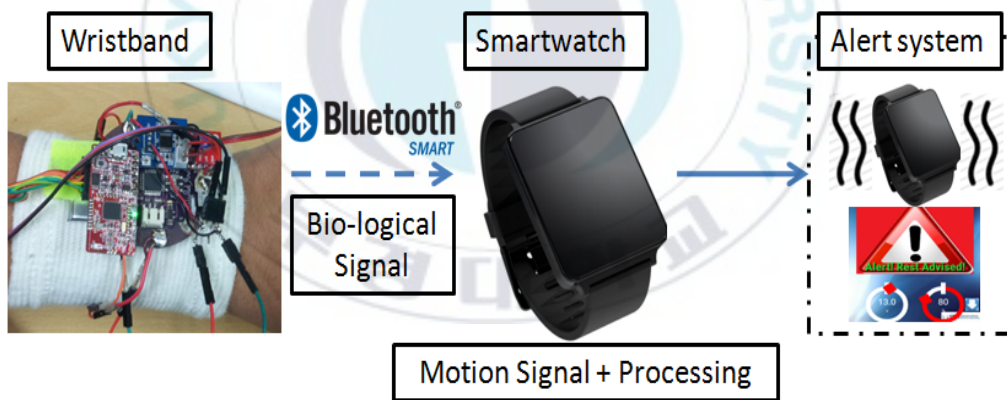 Wristband
Smartwatch
Alert system
Bluetooth®
SMART
Bio-logical
Signal
Alert! Rest Advised!
13.0
80
Motion Signal + Processing